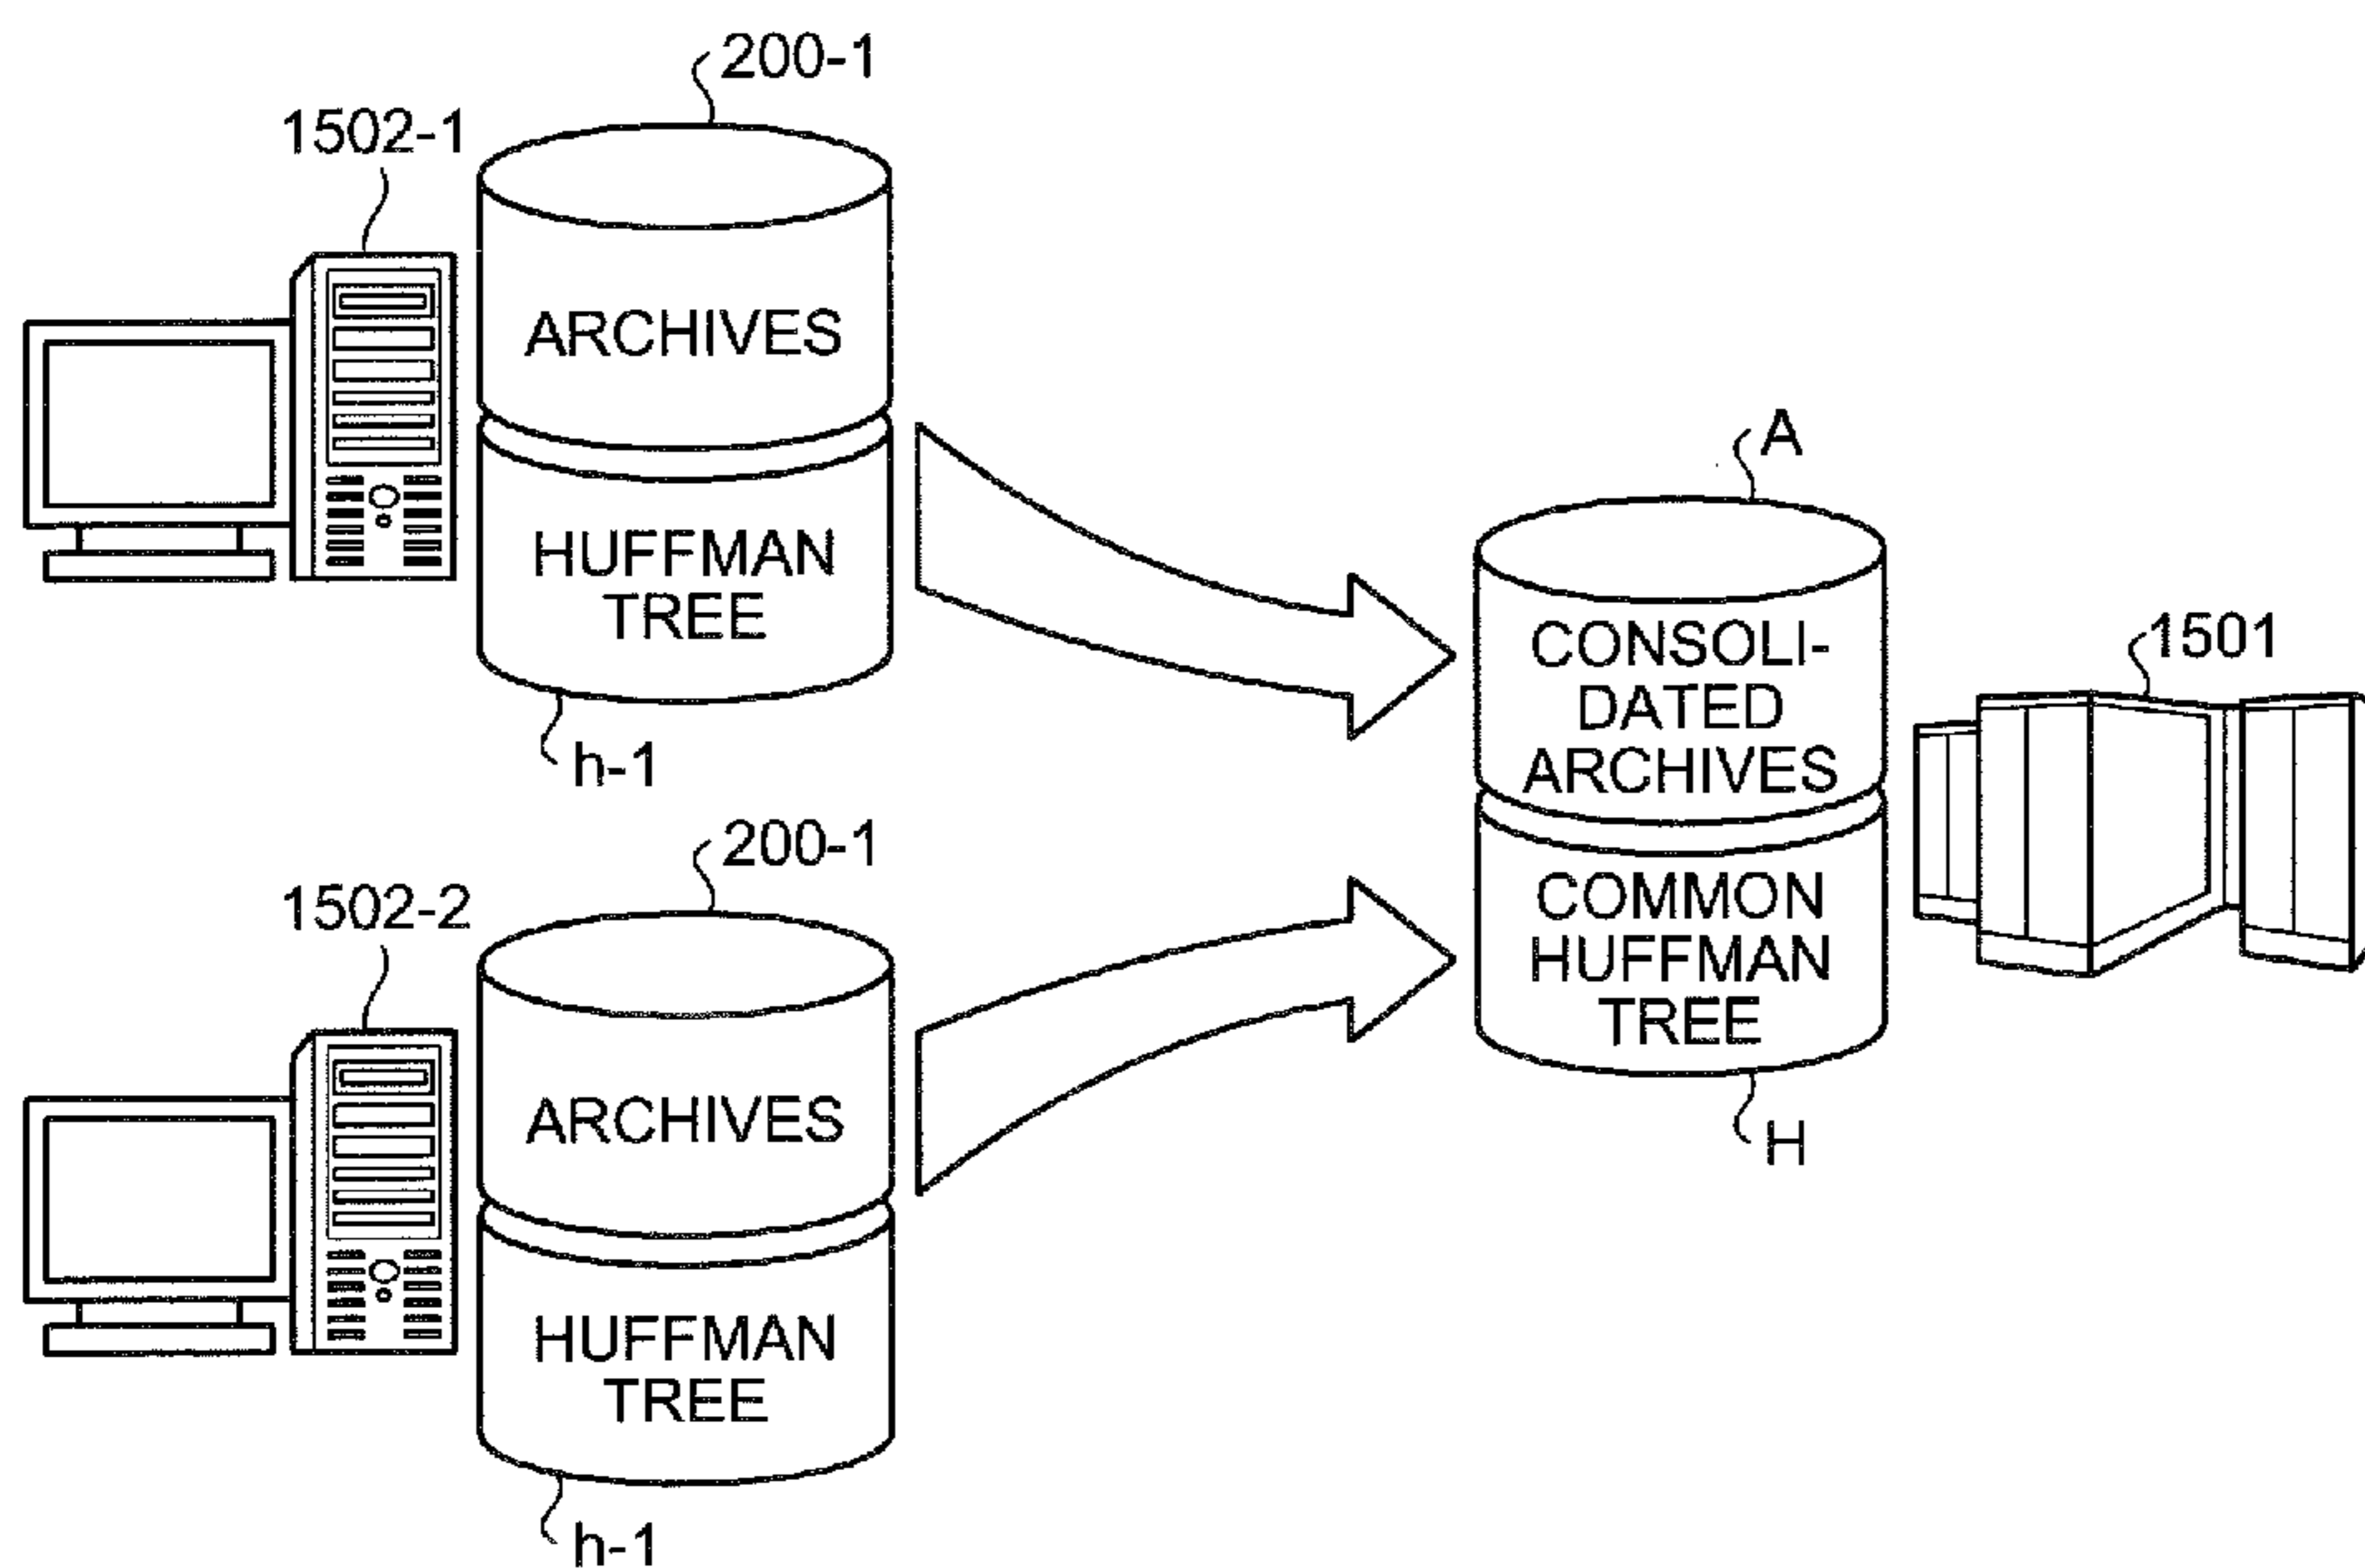 200-1
1502-1
ARCHIVES
HUFFMAN
TREE
h-1
200-1
1502-2
ARCHIVES
HUFFMAN
TREE
h-1
A
CONSOLI-
DATED
ARCHIVES
1501
COMMON
HUFFMAN
TREE
H